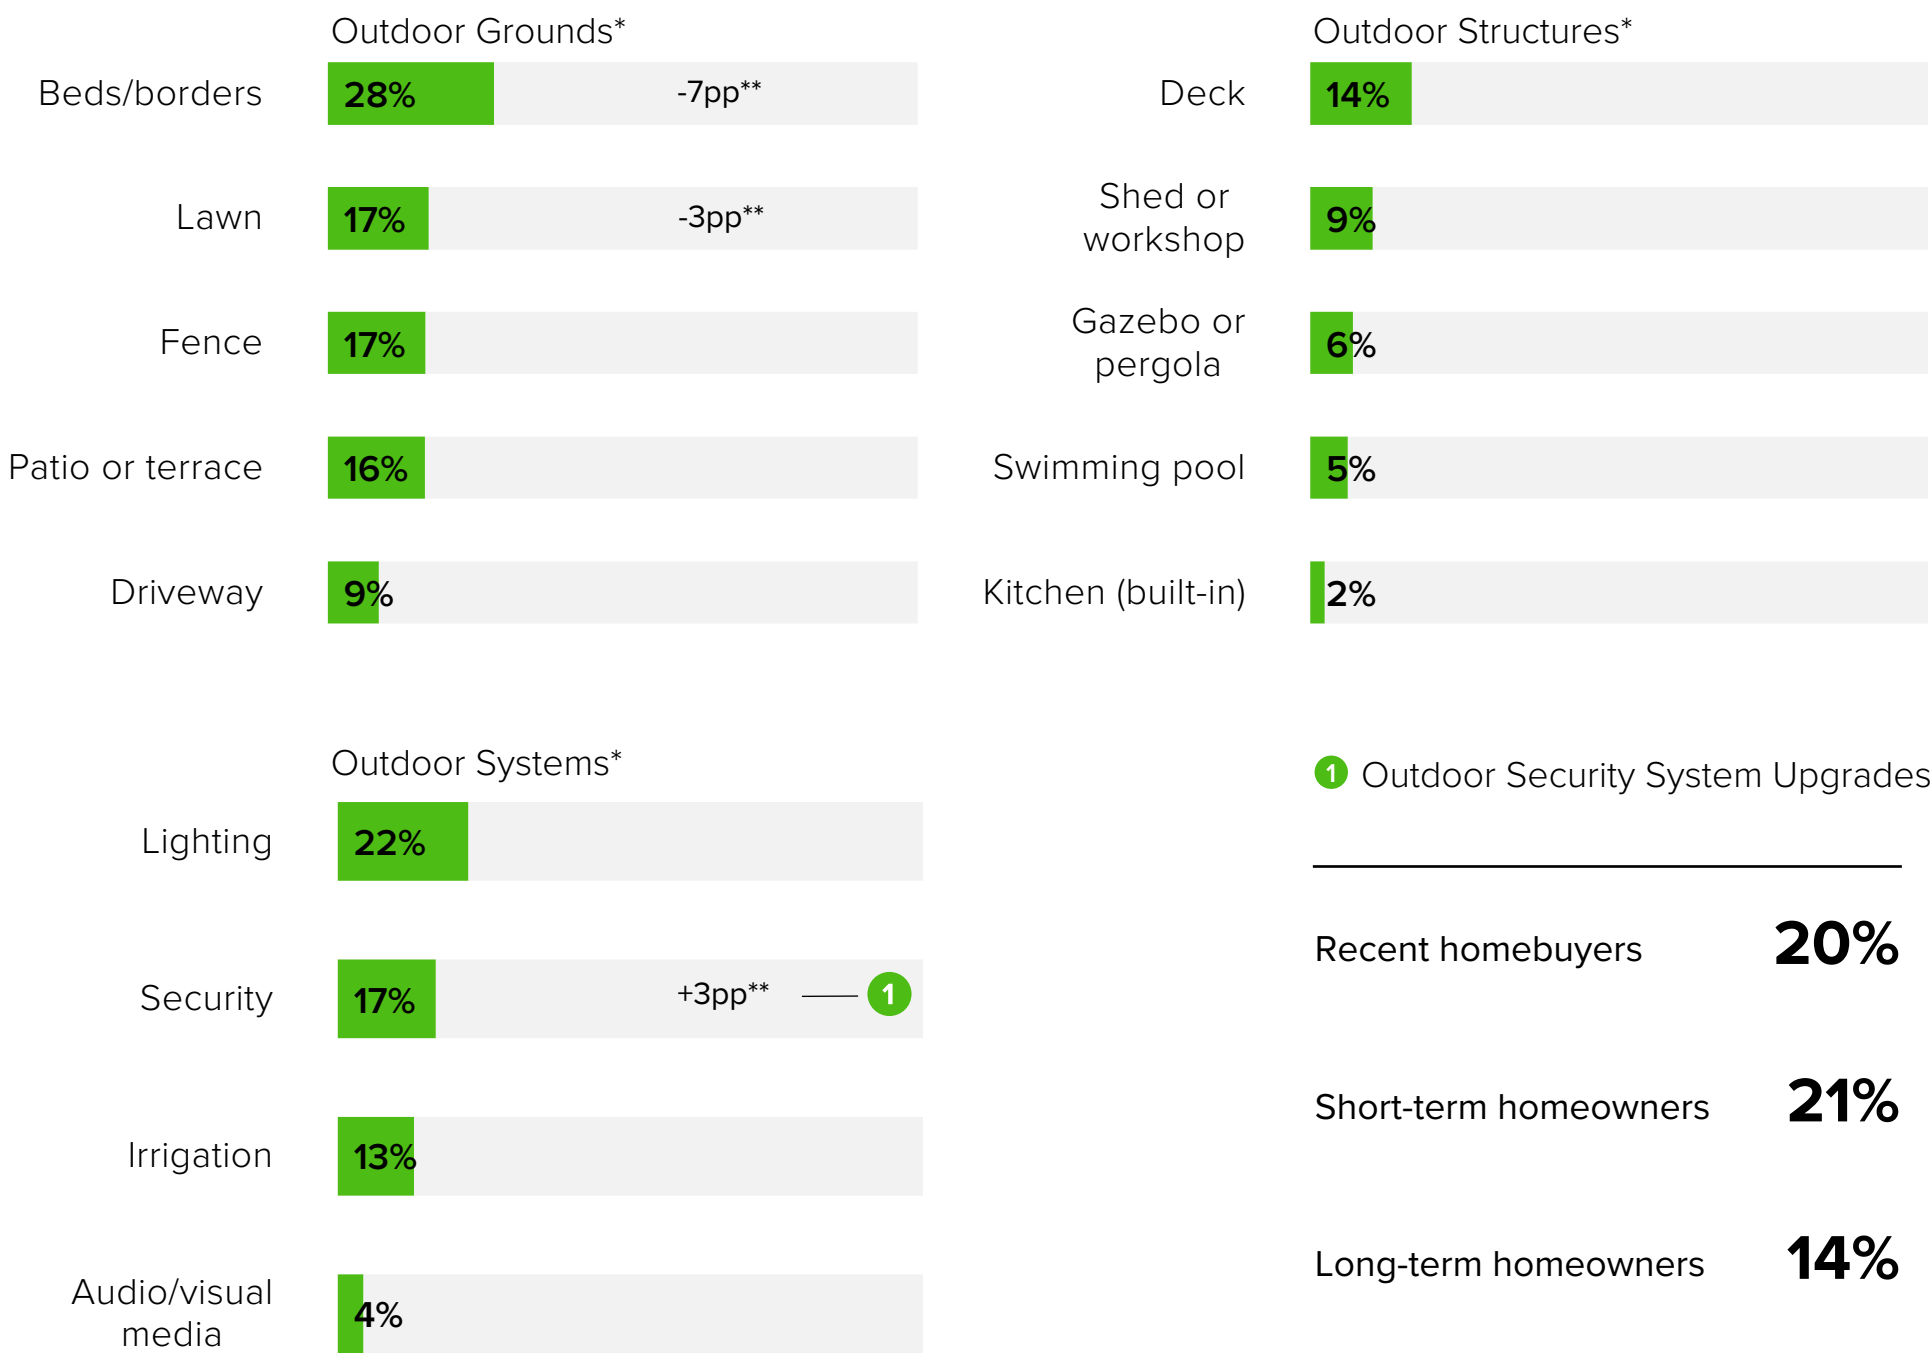 Outdoor Grounds*
Beds/borders 28% -7pp**
Lawn 17% -3pp**
Fence 17%
Patio or terrace 16%
Driveway 9%
Outdoor Structures*
Deck 14%
Shed or
workshop 9%
Gazebo or
pergola 6%
Swimming pool 5%
Kitchen (built-in) 2%
Outdoor Systems*
Lighting 22%
Security 17% +3pp** 1
Irrigation 13%
Audio/visual
media 4%
1 Outdoor Security System Upgrades
Recent homebuyers 20%
Short-term homeowners 21%
Long-term homeowners 14%